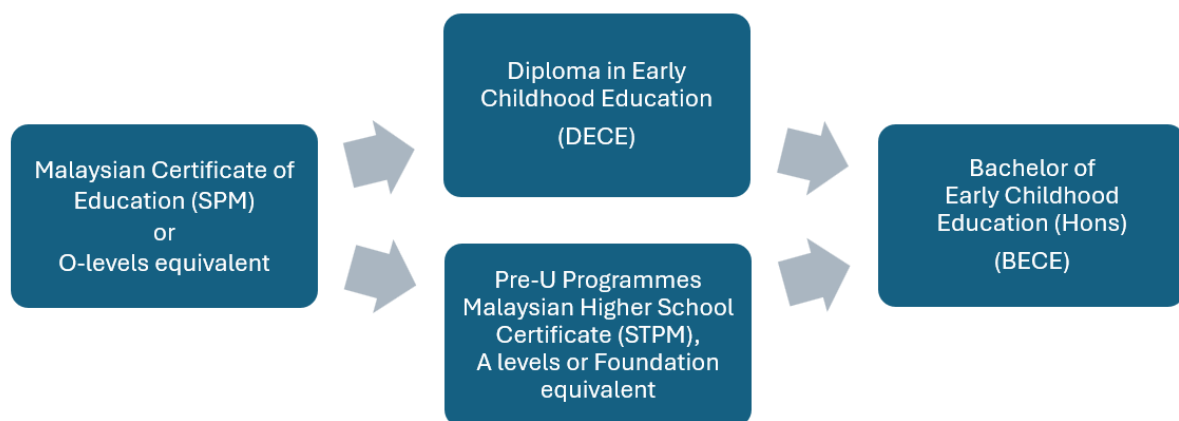 Malaysian Certificate of
Education (SPM)
or
O-levels equivalent
Diploma in Early
Childhood Education
(DECE)
Pre-U Programmes
Malaysian Higher School
Certificate (STPM),
A levels or Foundation
equivalent
Bachelor of
Early Childhood
Education (Hons)
(BECE)